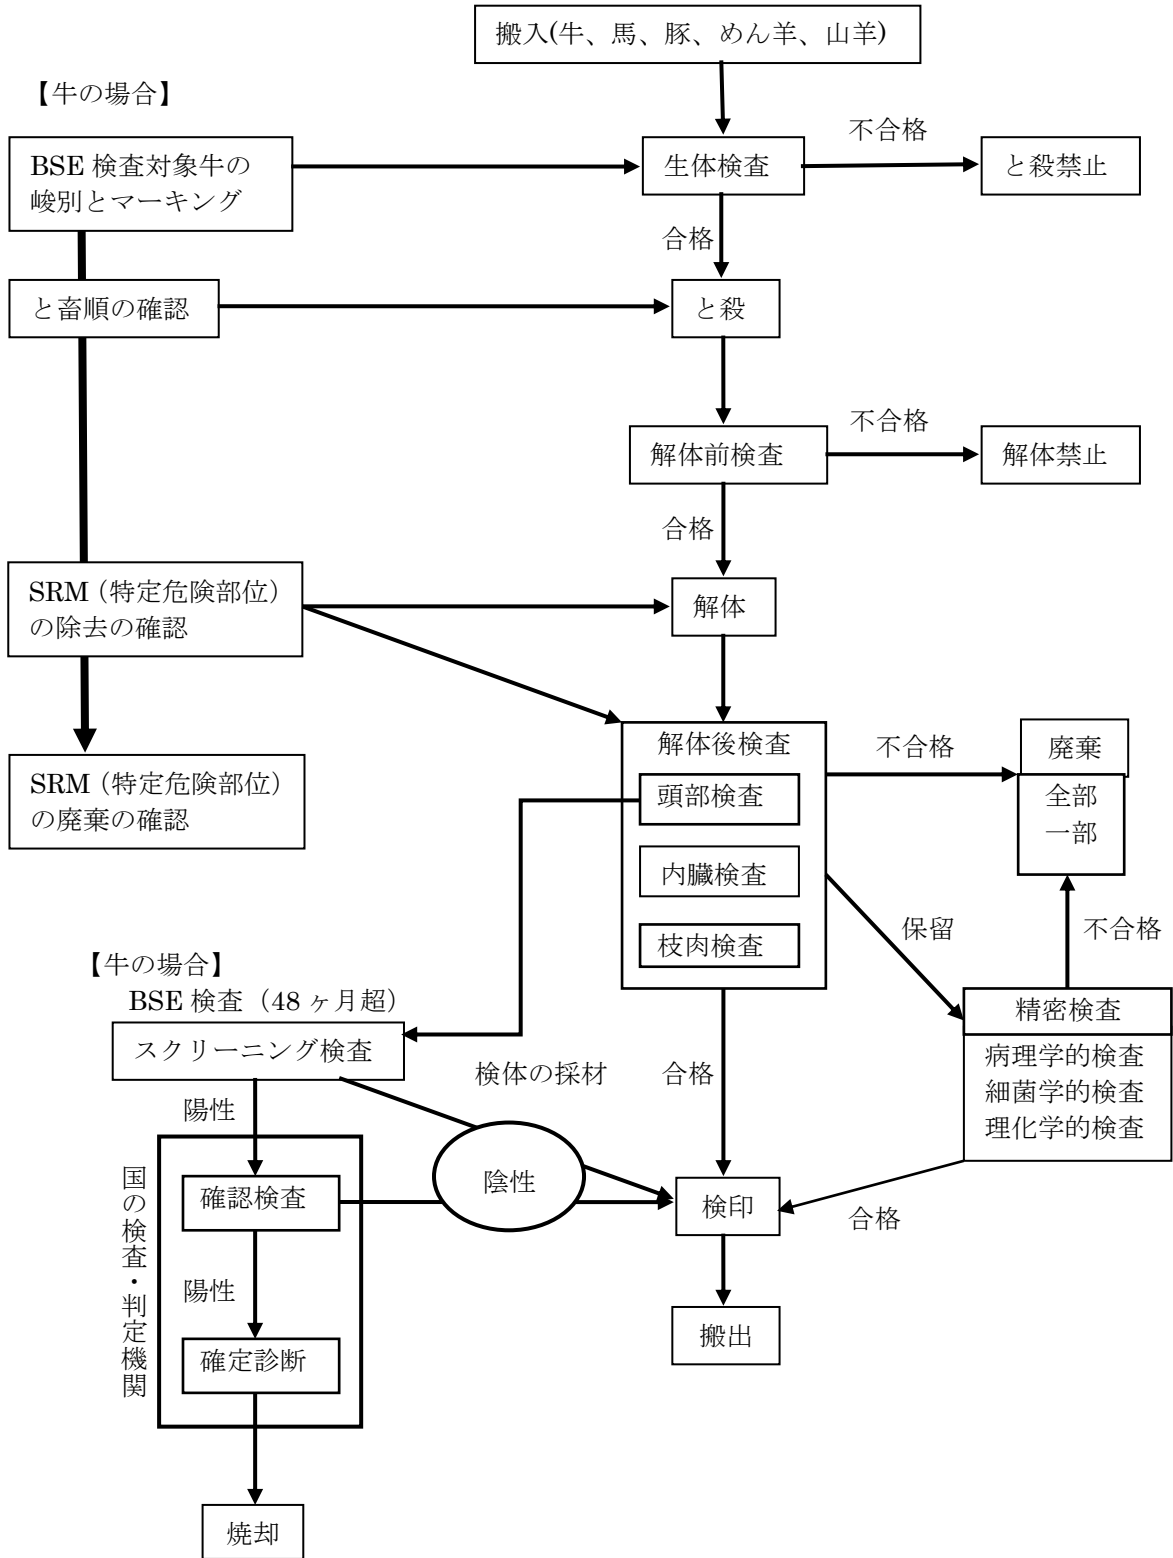 搬入(牛、馬、豚、めん羊、山羊)
【牛の場合】
BSE 検査対象牛の
峻別とマーキング
生体検査
不合格
と殺禁止
合格
と畜順の確認
と殺
解体前検査
不合格
解体禁止
合格
SRM（特定危険部位）
の除去の確認
解体
解体後検査
頭部検査
内臓検査
枝肉検査
不合格
廃棄
全部
一部
SRM（特定危険部位）
の廃棄の確認
保留
不合格
精密検査
病理学的検査
細菌学的検査
理化学的検査
【牛の場合】
BSE 検査（48 ヶ月超）
スクリーニング検査
検体の採材
合格
陽性
国の検査・判定機関
確認検査
陰性
検印
合格
陽性
確定診断
搬出
焼却